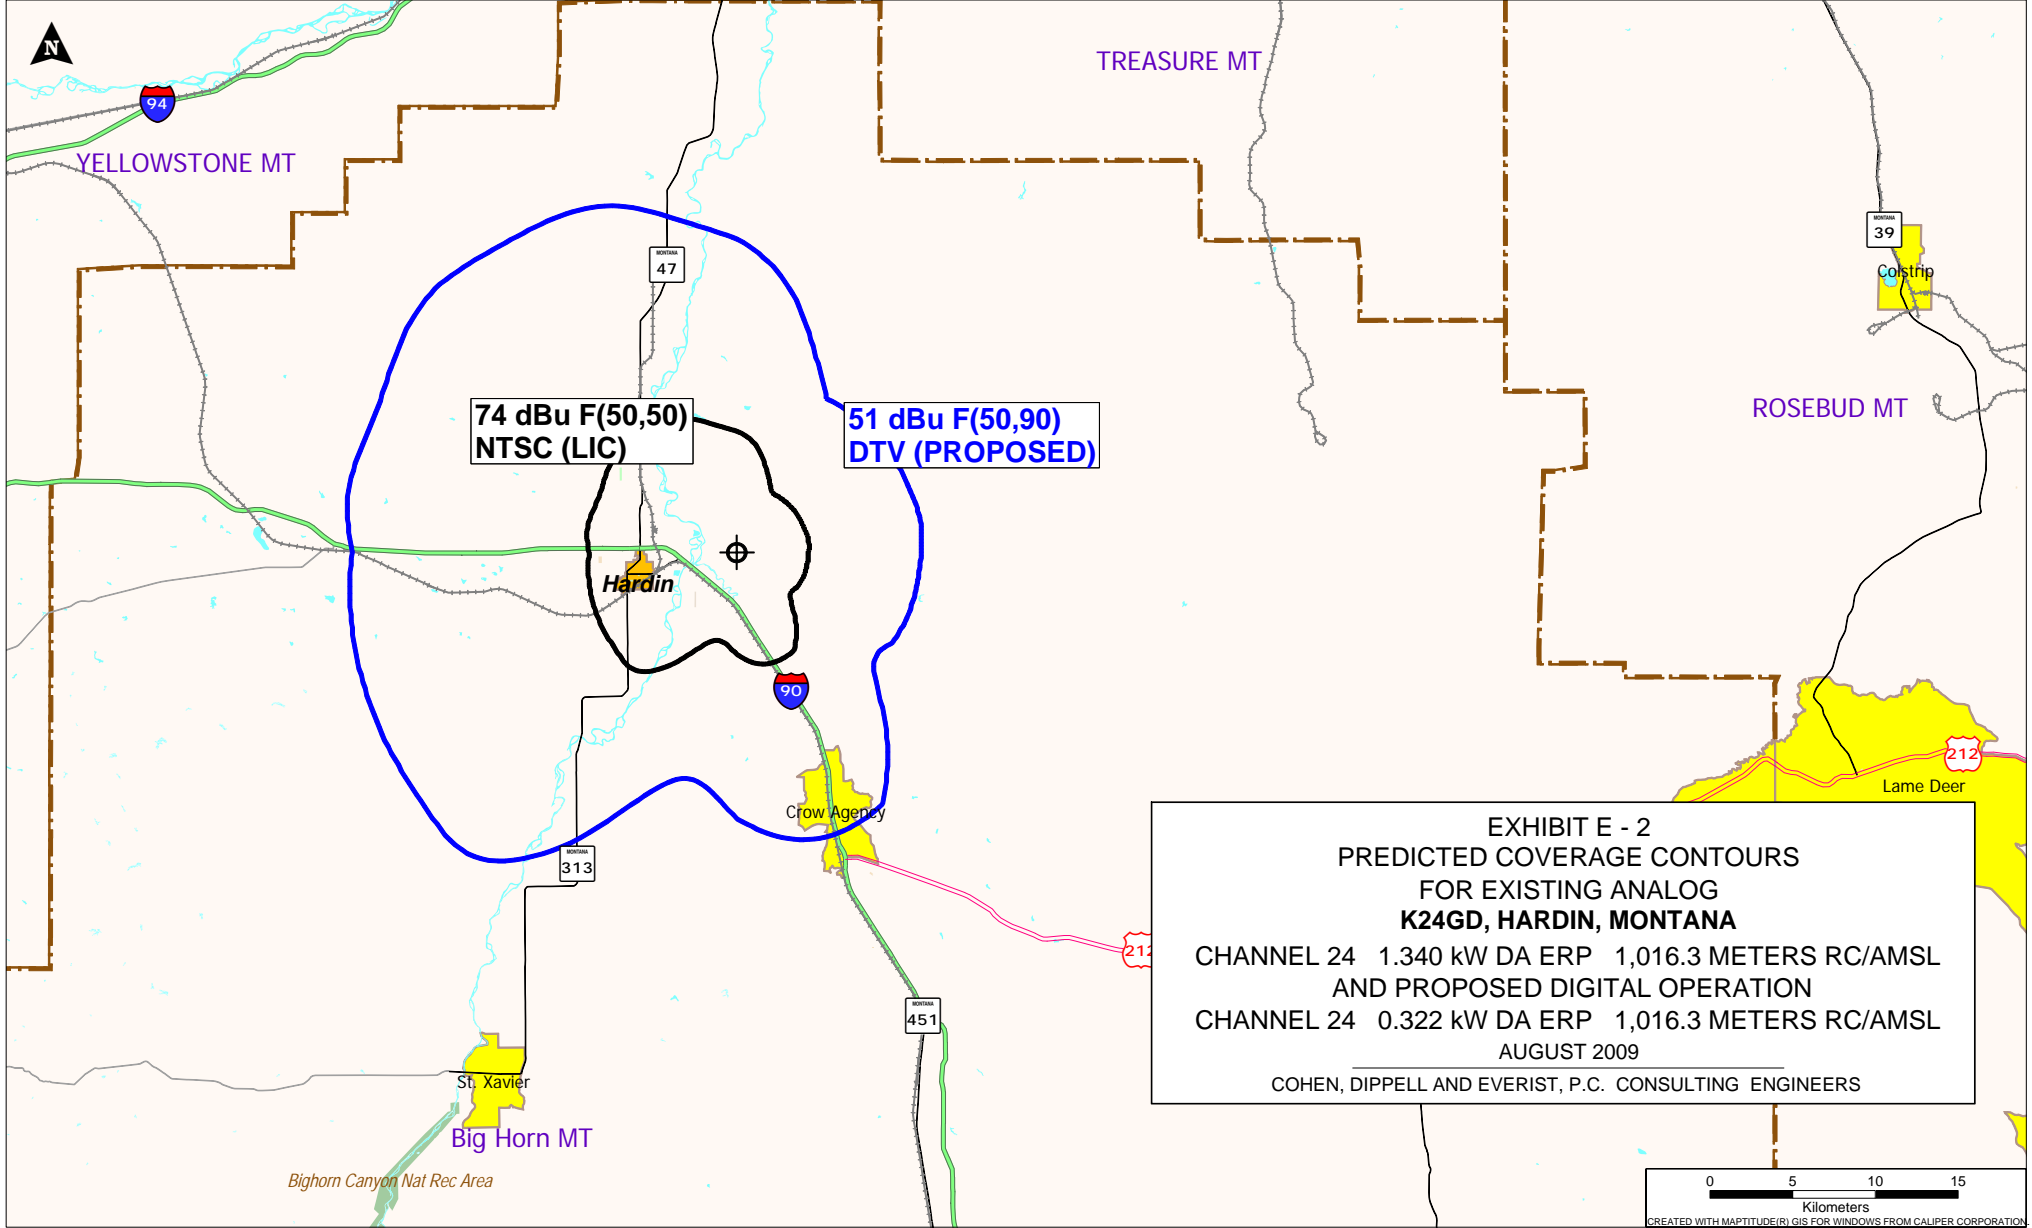 N
TREASURE MT
94
YELLOWSTONE MT
MONTANA
39
MONTANA
47
Colstrip
74 dBu F(50,50)
NTSC (LIC)
51 dBu F(50,90)
DTV (PROPOSED)
ROSEBUD MT
Hardin
90
212
Lame Deer
Crow Agency
MONTANA
313
212
EXHIBIT E - 2
PREDICTED COVERAGE CONTOURS
FOR EXISTING ANALOG
K24GD, HARDIN, MONTANA
CHANNEL 24 1.340 kW DA ERP 1,016.3 METERS RC/AMSL
AND PROPOSED DIGITAL OPERATION
CHANNEL 24 0.322 kW DA ERP 1,016.3 METERS RC/AMSL
AUGUST 2009
COHEN, DIPPELL AND EVERIST, P.C. CONSULTING ENGINEERS
MONTANA
451
St. Xavier
Big Horn MT
Bighorn Canyon Nat Rec Area
0 5 10 15
Kilometers
CREATED WITH MAPTITUDE(R) GIS FOR WINDOWS FROM CALIPER CORPORATION